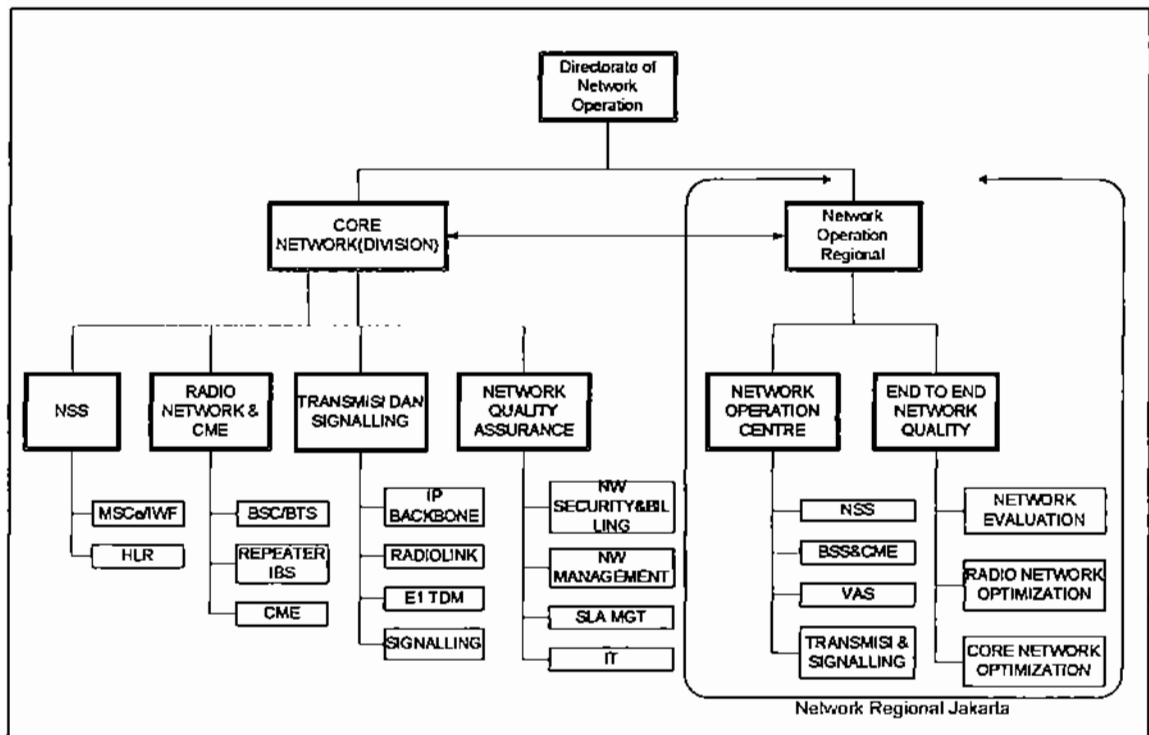 Directorato of
Network
Operation
CORE
NETWORK(DIVISION)
Network
Operation
Regional
NSS
RADIO
NETWORK &
CME
TRANSMISI DAN
SIGNALLING
NETWORK
QUALITY
ASSURANCE
NETWORK
OPERATION
CENTRE
END TO END
NETWORK
QUALITY
MSCe/IWF
HLR
BSC/BTS
REPEATER
IBS
CME
IP
BACKBONE
RADIOLINK
E1 TDM
SIGNALLING
NW
SECURITY&BIL
LING
NW
MANAGEMENT
SLA MGT
IT
NSS
BSS&CME
VAS
TRANSMISI &
SIGNALLING
NETWORK
EVALUATION
RADIO NETWORK
OPTIMIZATION
CORE NETWORK
OPTIMIZATION
Network Regional Jakarta